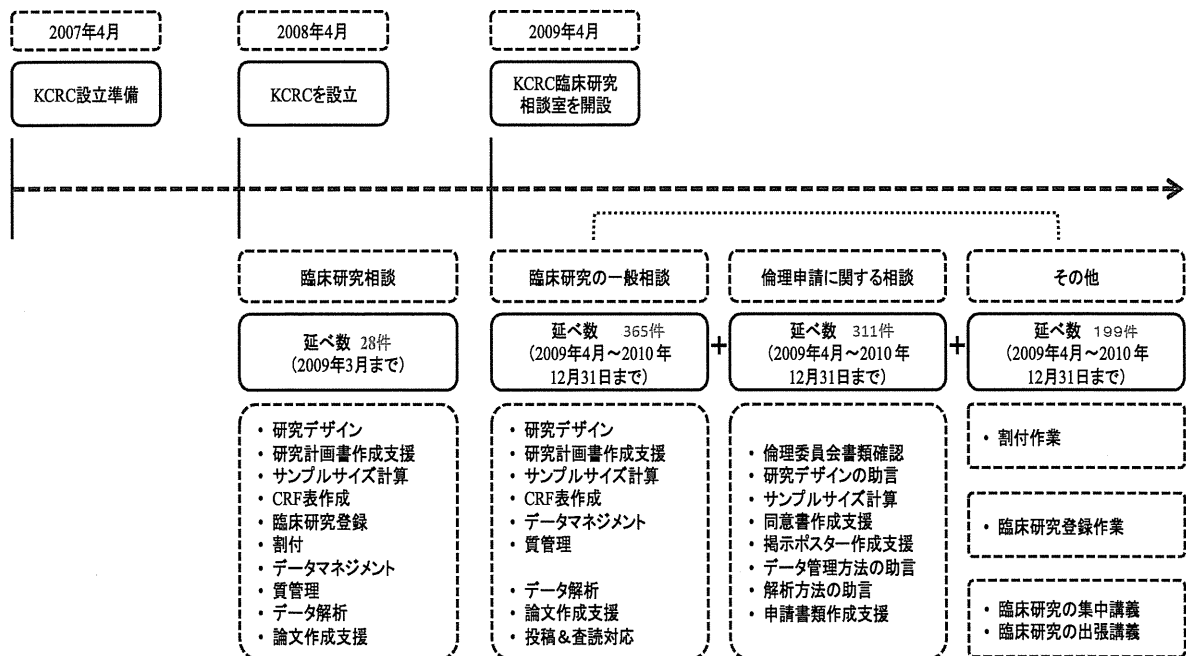 2007年4月
2008年4月
2009年4月
KCRC設立準備
KCRCを設立
KCRC臨床研究
相談室を開設
臨床研究相談
臨床研究の一般相談
倫理申請に関する相談
その他
延べ数 28件
(2009年3月まで)
延べ数 365件
(2009年4月～2010年
12月31日まで)
+
延べ数 311件
(2009年4月～2010年
12月31日まで)
+
延べ数 199件
(2009年4月～2010年
12月31日まで)
・ 研究デザイン
・ 研究計画書作成支援
・ サンプルサイズ計算
・ CRF表作成
・ 臨床研究登録
・ 割付
・ データマネジメント
・ 質管理
・ データ解析
・ 論文作成支援
・ 研究デザイン
・ 研究計画書作成支援
・ サンプルサイズ計算
・ CRF表作成
・ データマネジメント
・ 質管理
・ データ解析
・ 論文作成支援
・ 投稿＆査読対応
・ 倫理委員会書類確認
・ 研究デザインの助言
・ サンプルサイズ計算
・ 同意書作成支援
・ 掲示ポスター作成支援
・ データ管理方法の助言
・ 解析方法の助言
・ 申請書類作成支援
・ 割付作業
・ 臨床研究登録作業
・ 臨床研究の集中講義
・ 臨床研究の出張講義